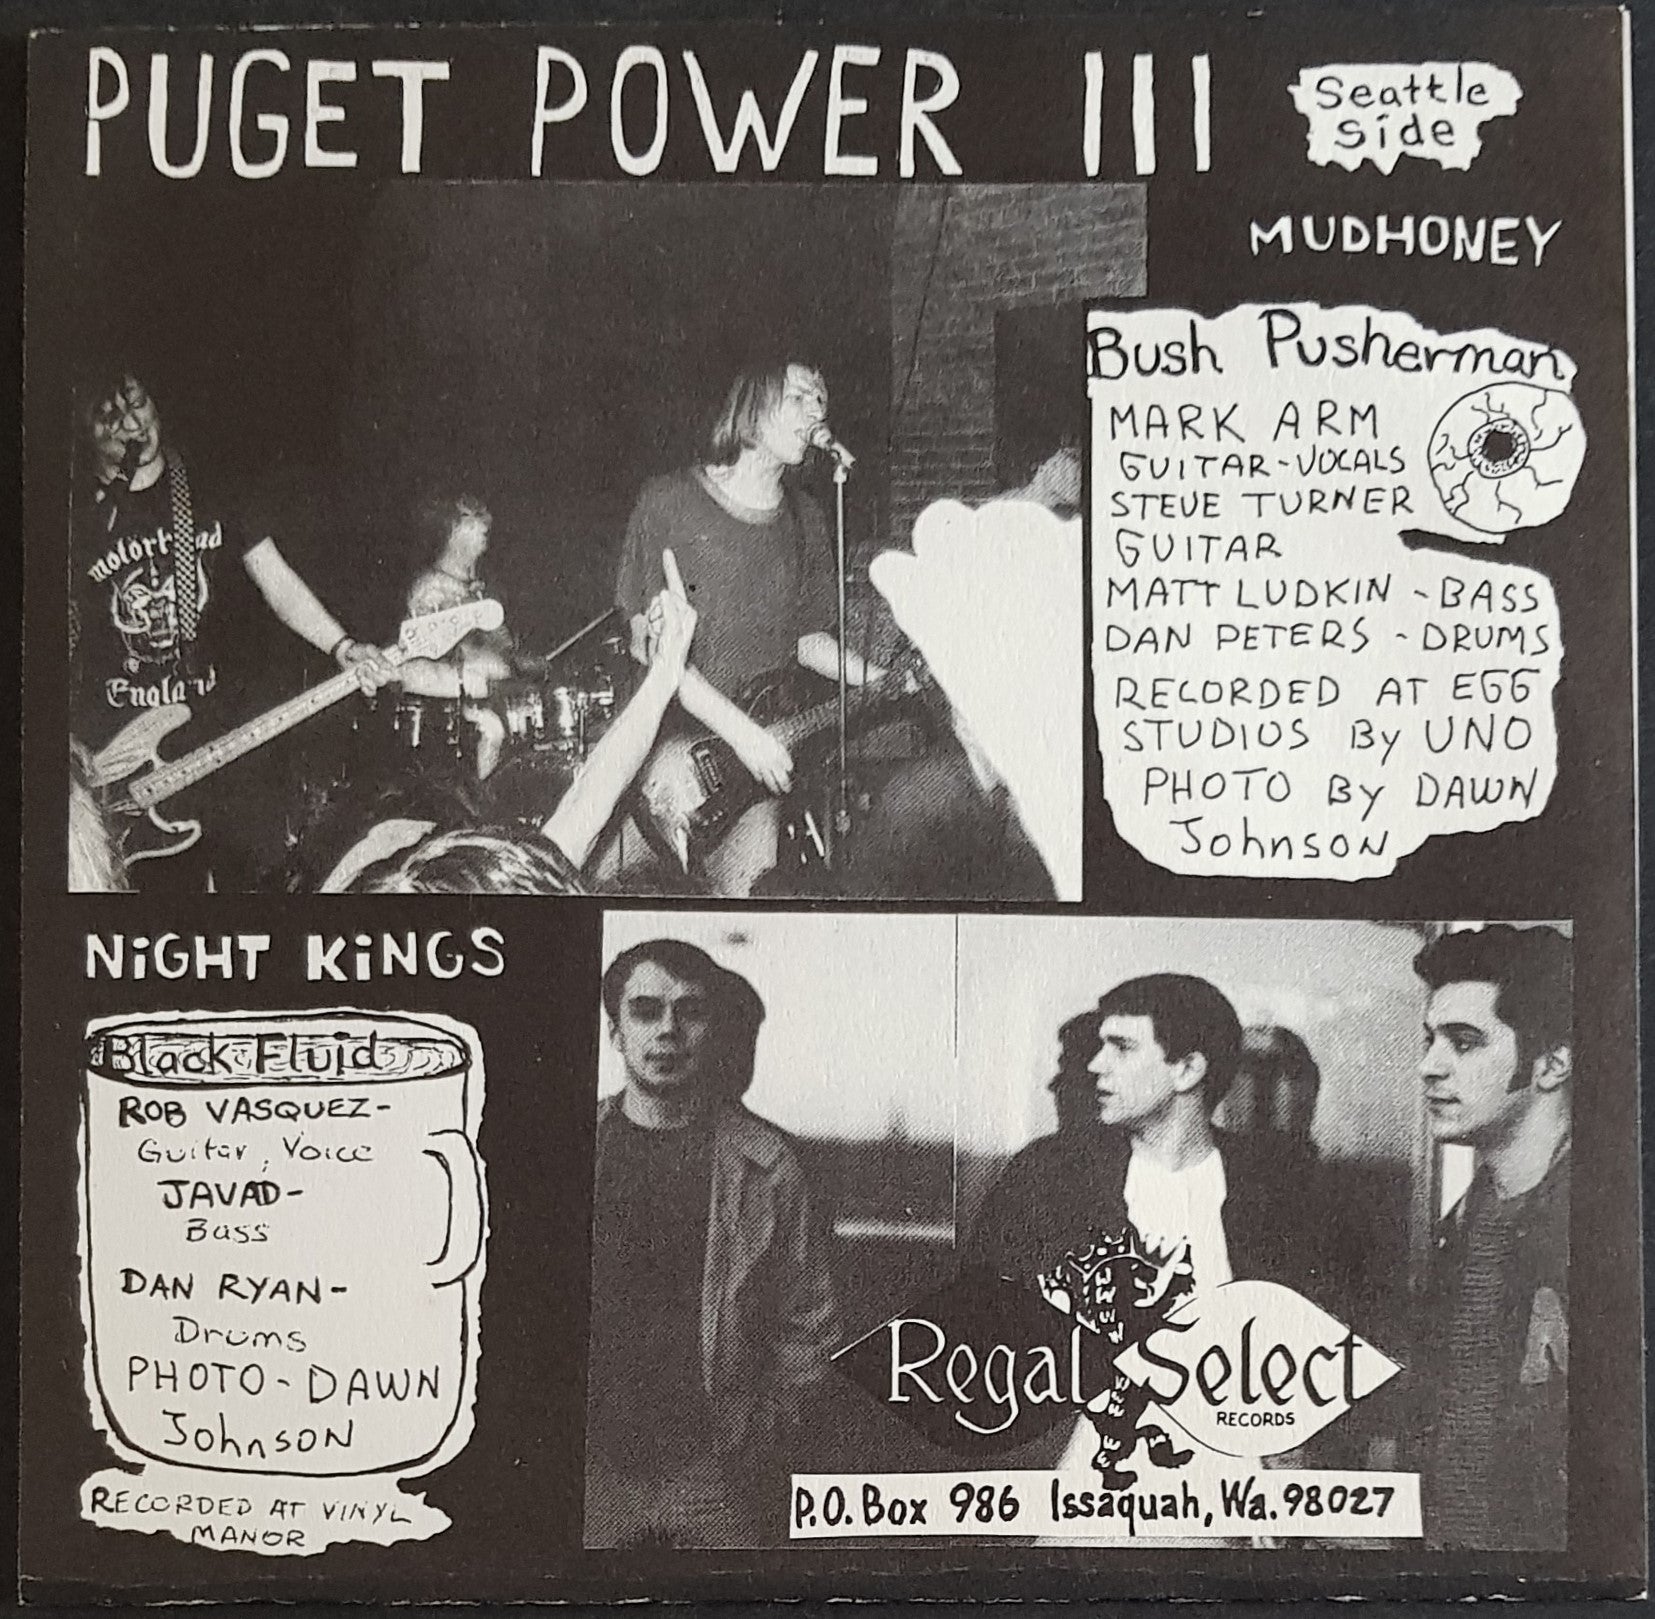 PUGET POWER III
Seattle
Side
MUDHONEY
Bush Pusherman
MARK ARM
GUITAR-VOCALS
STEVE TURNER
GUITAR
MATT LUDKIN - BASS
DAN PETERS - DRUMS
RECORDED AT EGG
STUDIOS By UNO
PHOTO By DAWN
JohnSON
motörh ad
Engla d
NiGHT KiNGS
Black Fluid
ROB VASQUEZ-
Guitar, Voice
JAVAD-
Bass
DAN RYAN-
Drums
PHOTO-DAWN
JohnSON
RECORDED AT VINYL
MANOR
Regal Select
RECORDS
P.O. Box 986 Issaquah, Wa. 98027